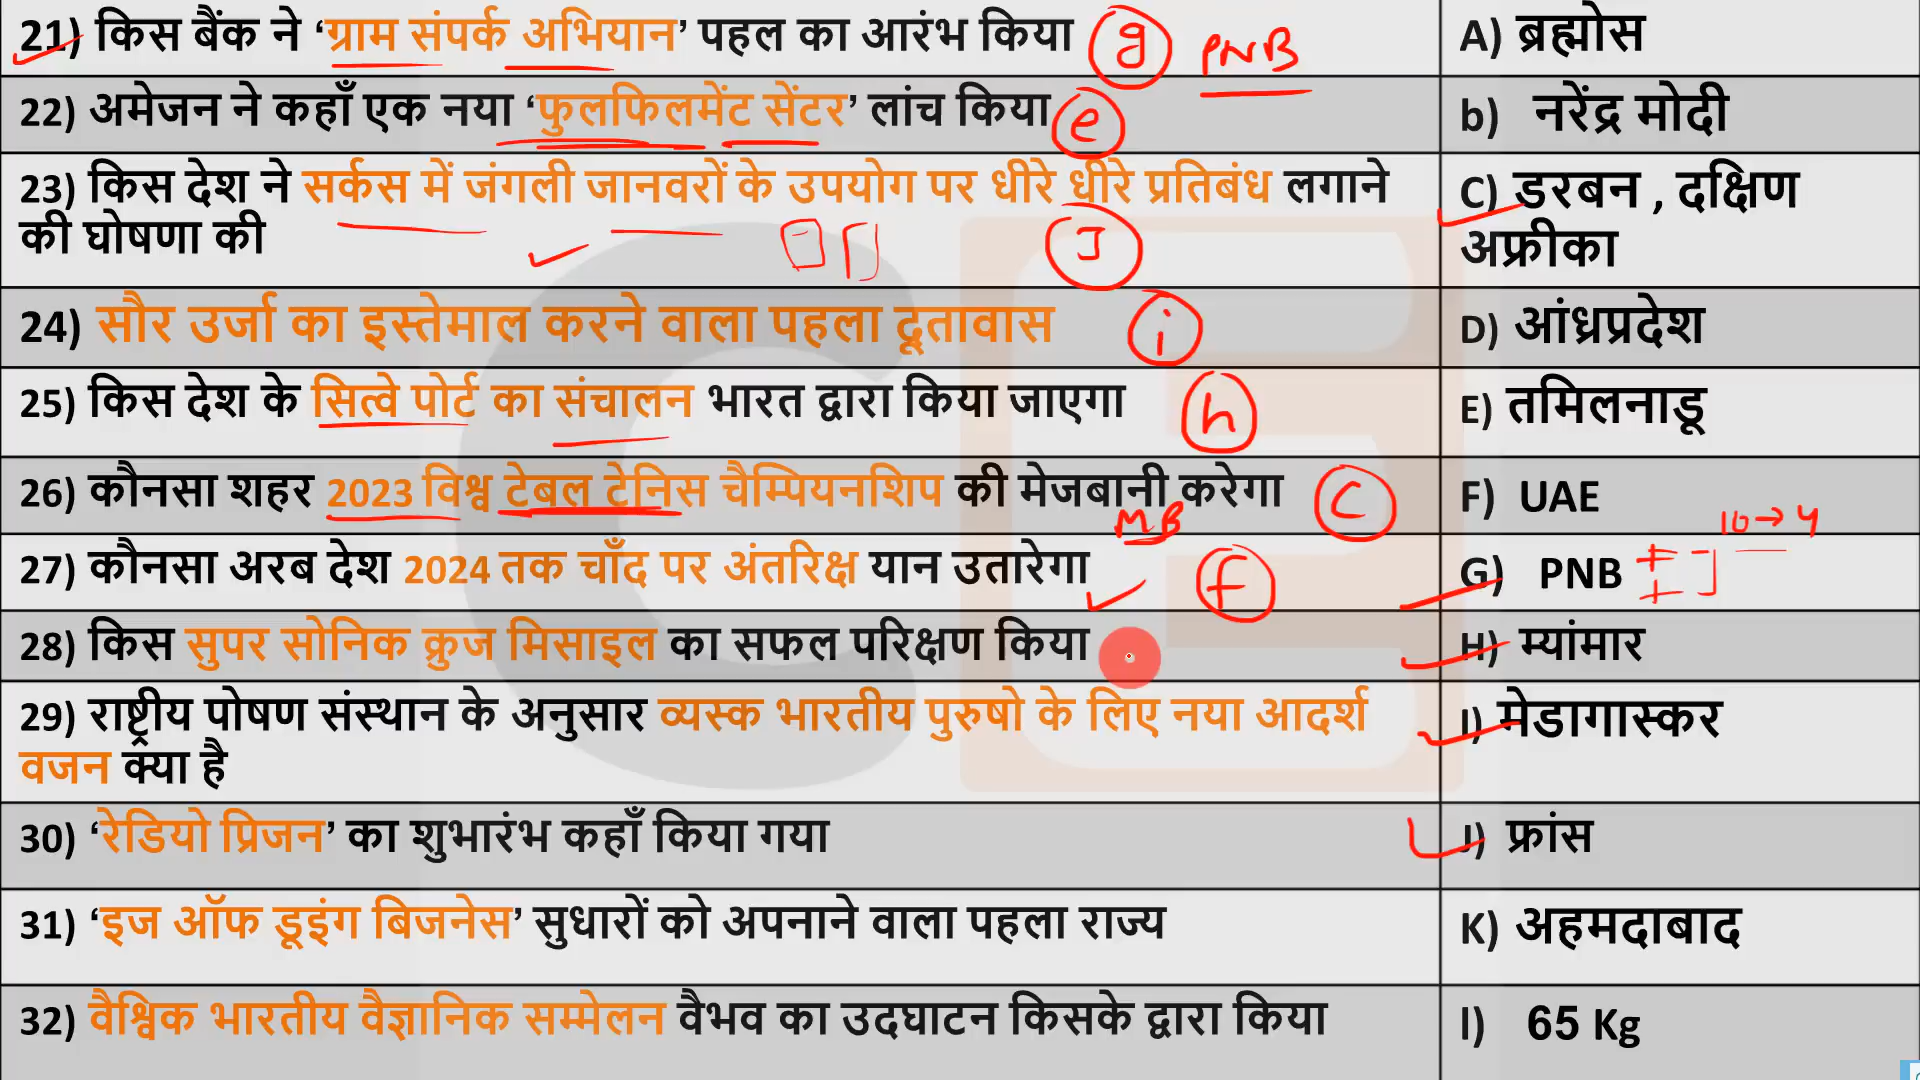 21) किस बैंक ने ‘ग्राम संपर्क अभियान’ पहल का आरंभ किया g PNB
A) ब्रह्मोस
22) अमेजन ने कहाँ एक नया ‘फुलफिलमेंट सेंटर’ लांच किया e
b) नरेंद्र मोदी
23) किस देश ने सर्कस में जंगली जानवरों के उपयोग पर धीरे धीरे प्रतिबंध लगाने
की घोषणा की J
C) डरबन , दक्षिण
अफ्रीका
24) सौर उर्जा का इस्तेमाल करने वाला पहला दूतावास i
D) आंध्रप्रदेश
25) किस देश के सित्वे पोर्ट का संचालन भारत द्वारा किया जाएगा h
E) तमिलनाडू
26) कौनसा शहर 2023 विश्व टेबल टेनिस चैम्पियनशिप की मेजबानी करेगा C
F) UAE
MB
10→4
27) कौनसा अरब देश 2024 तक चाँद पर अंतरिक्ष यान उतारेगा f
G) PNB
28) किस सुपर सोनिक क्रुज मिसाइल का सफल परिक्षण किया
H) म्यांमार
29) राष्ट्रीय पोषण संस्थान के अनुसार व्यस्क भारतीय पुरुषो के लिए नया आदर्श
वजन क्या है
I) मेडागास्कर
30) ‘रेडियो प्रिजन’ का शुभारंभ कहाँ किया गया
J) फ्रांस
31) ‘इज ऑफ डूइंग बिजनेस’ सुधारों को अपनाने वाला पहला राज्य
K) अहमदाबाद
32) वैश्विक भारतीय वैज्ञानिक सम्मेलन वैभव का उदघाटन किसके द्वारा किया
l) 65 Kg